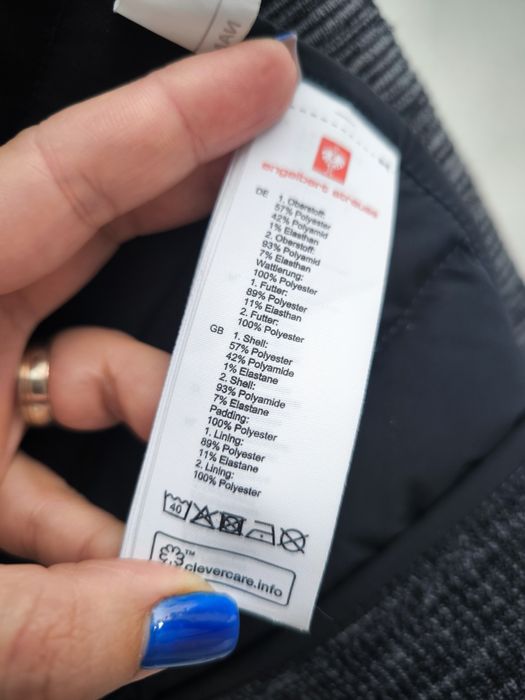 NAM
engelbert strauss
DE 1. Oberstoff:
57% Polyester
42% Polyamid
1% Elasthan
2. Oberstoff:
93% Polyamid
7% Elasthan
Wattierung:
100% Polyester
1. Futter:
89% Polyester
11% Elasthan
2. Futter:
100% Polyester
GB 1. Shell:
57% Polyester
42% Polyamide
1% Elastane
2. Shell:
93% Polyamide
7% Elastane
Padding:
100% Polyester
1. Lining:
89% Polyester
11% Elastane
2. Lining:
100% Polyester
40
™
clevercare.info